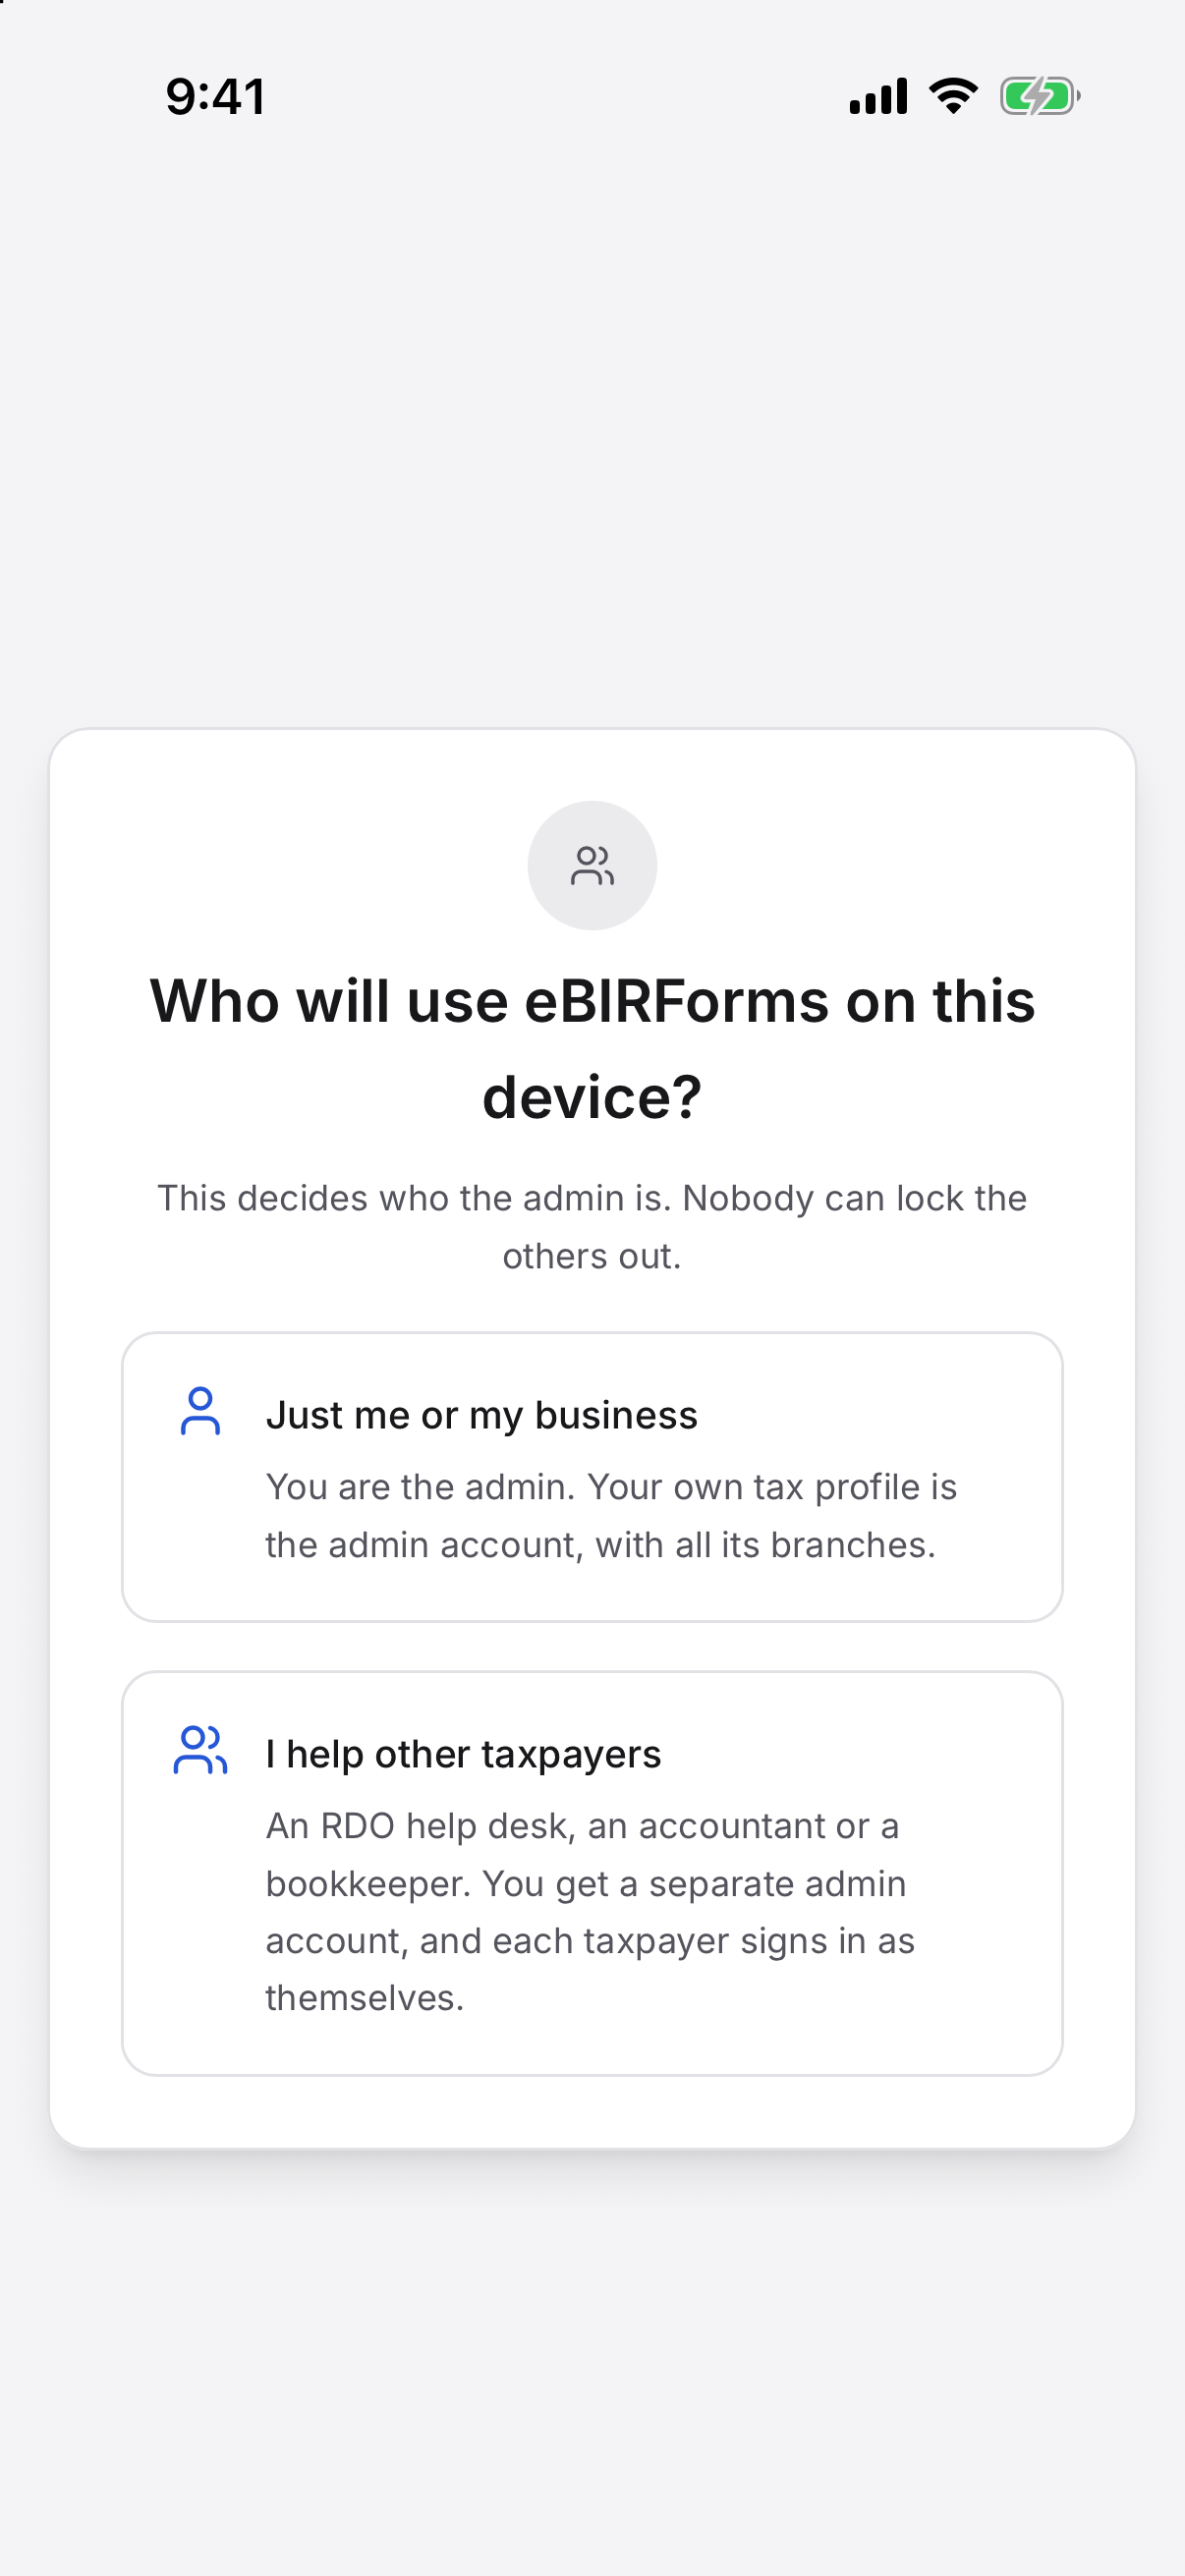 9:41
Who will use eBIRForms on this
device?
This decides who the admin is. Nobody can lock the
others out.
Just me or my business
You are the admin. Your own tax profile is
the admin account, with all its branches.
I help other taxpayers
An RDO help desk, an accountant or a
bookkeeper. You get a separate admin
account, and each taxpayer signs in as
themselves.